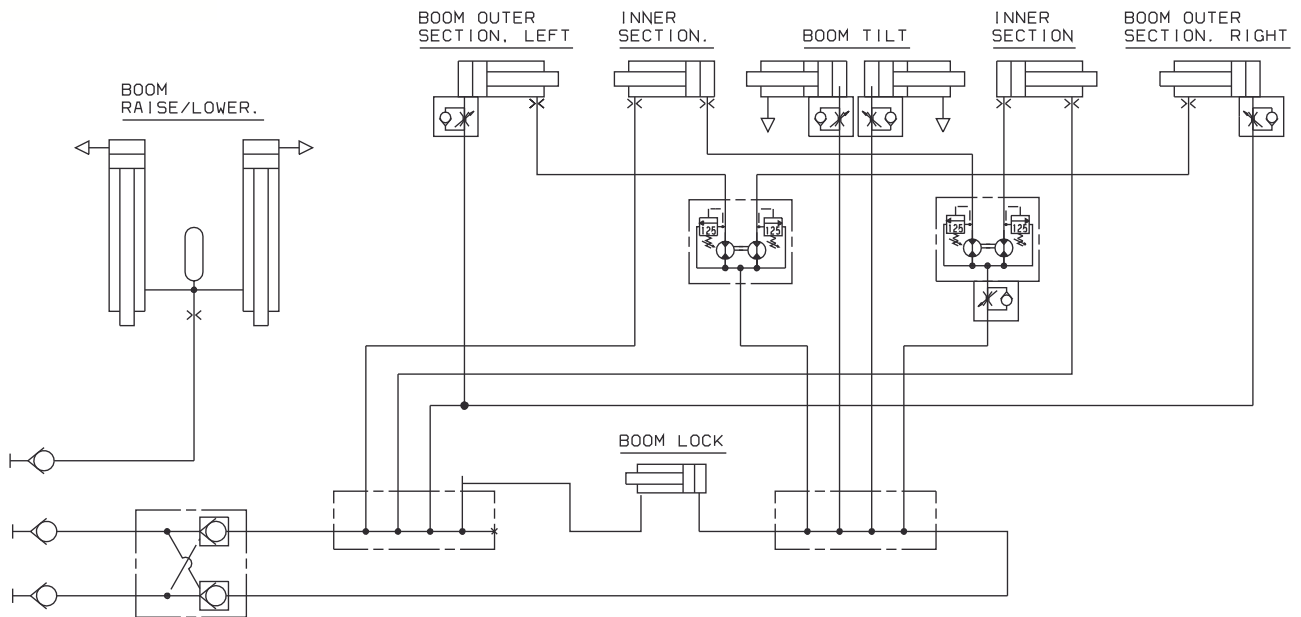 BOOM OUTER
SECTION, LEFT
INNER
SECTION.
BOOM TILT
INNER
SECTION
BOOM OUTER
SECTION. RIGHT
BOOM
RAISE/LOWER.
125
125
125
125
BOOM LOCK